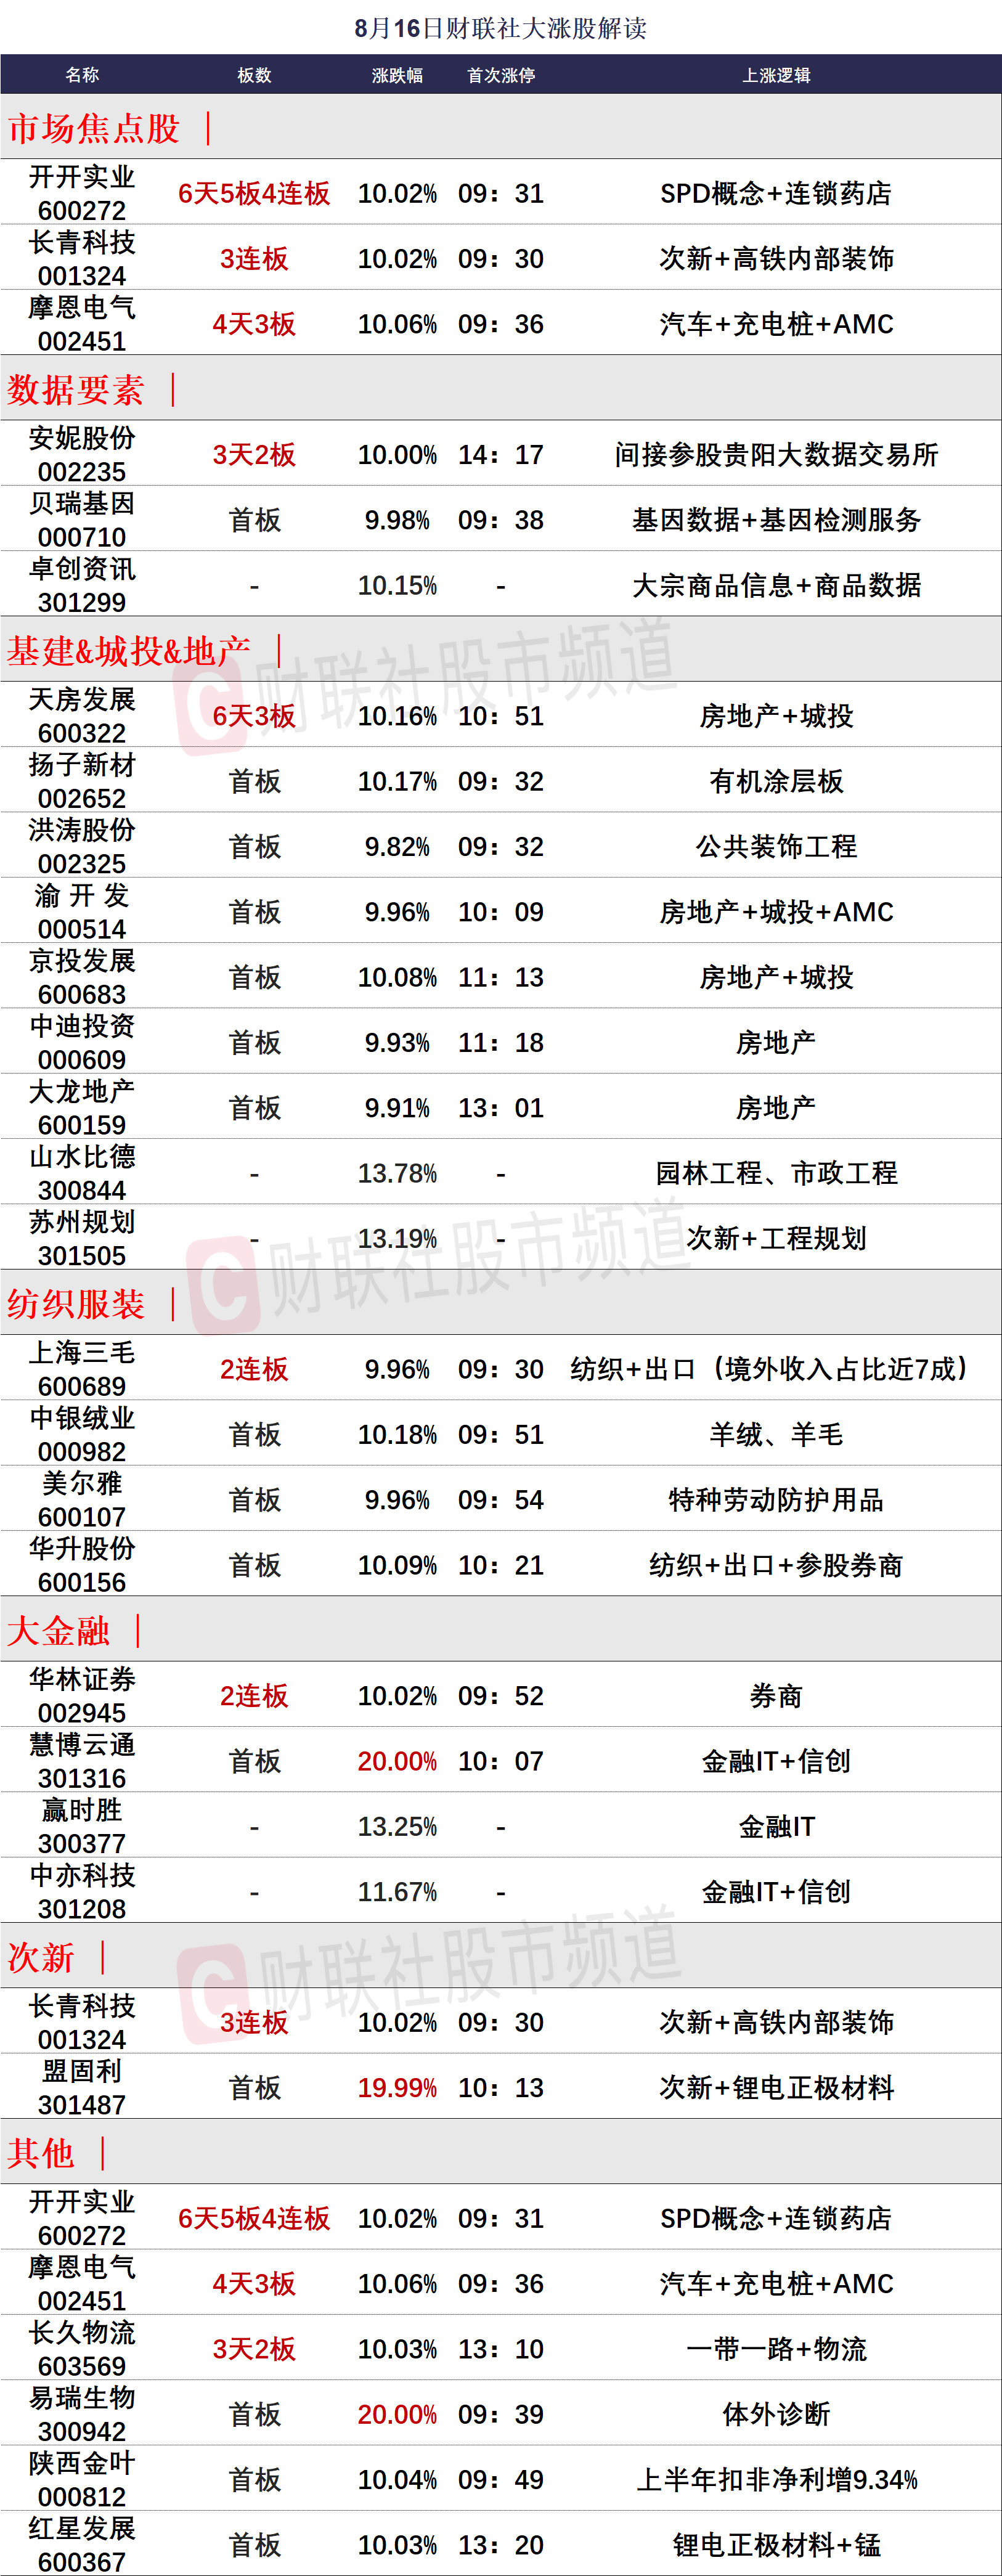 8月16日财联社大涨股解读
名称 板数 涨跌幅 首次涨停 上涨逻辑
市场焦点股 |
开开实业
600272 6天5板4连板 10.02% 09：31 SPD概念+连锁药店
长青科技
001324 3连板 10.02% 09：30 次新+高铁内部装饰
摩恩电气
002451 4天3板 10.06% 09：36 汽车+充电桩+AMC
数据要素 |
安妮股份
002235 3天2板 10.00% 14：17 间接参股贵阳大数据交易所
贝瑞基因
000710 首板 9.98% 09：38 基因数据+基因检测服务
卓创资讯
301299 - 10.15% - 大宗商品信息+商品数据
基建&城投&地产 |
财联社股市频道
天房发展
600322 6天3板 10.16% 10：51 房地产+城投
扬子新材
002652 首板 10.17% 09：32 有机涂层板
洪涛股份
002325 首板 9.82% 09：32 公共装饰工程
渝 开 发
000514 首板 9.96% 10：09 房地产+城投+AMC
京投发展
600683 首板 10.08% 11：13 房地产+城投
中迪投资
000609 首板 9.93% 11：18 房地产
大龙地产
600159 首板 9.91% 13：01 房地产
山水比德
300844 - 13.78% - 园林工程、市政工程
苏州规划
301505 - 13.19% - 次新+工程规划
财联社股市频道
纺织服装 |
上海三毛
600689 2连板 9.96% 09：30 纺织+出口（境外收入占比近7成）
中银绒业
000982 首板 10.18% 09：51 羊绒、羊毛
美尔雅
600107 首板 9.96% 09：54 特种劳动防护用品
华升股份
600156 首板 10.09% 10：21 纺织+出口+参股券商
大金融 |
华林证券
002945 2连板 10.02% 09：52 券商
慧博云通
301316 首板 20.00% 10：07 金融IT+信创
赢时胜
300377 - 13.25% - 金融IT
中亦科技
301208 - 11.67% - 金融IT+信创
次新 |
财联社股市频道
长青科技
001324 3连板 10.02% 09：30 次新+高铁内部装饰
盟固利
301487 首板 19.99% 10：13 次新+锂电正极材料
其他 |
开开实业
600272 6天5板4连板 10.02% 09：31 SPD概念+连锁药店
摩恩电气
002451 4天3板 10.06% 09：36 汽车+充电桩+AMC
长久物流
603569 3天2板 10.03% 13：10 一带一路+物流
易瑞生物
300942 首板 20.00% 09：39 体外诊断
陕西金叶
000812 首板 10.04% 09：49 上半年扣非净利增9.34%
红星发展
600367 首板 10.03% 13：20 锂电正极材料+锰